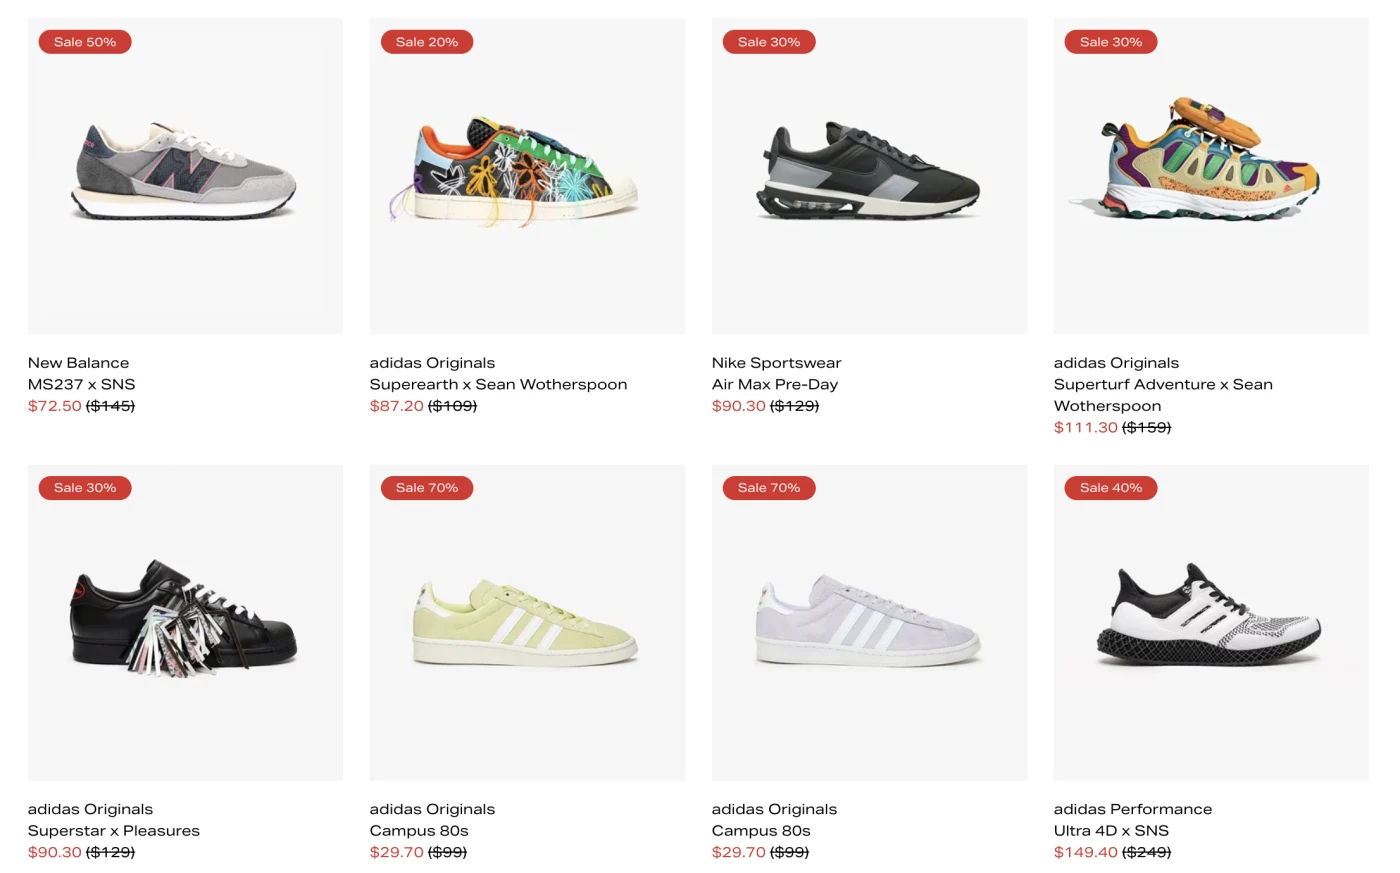 Sale 50%
Sale 20%
Sale 30%
Sale 30%
New Balance
MS237 x SNS
$72.50 ($145)
adidas Originals
Superearth x Sean Wotherspoon
$87.20 ($109)
Nike Sportswear
Air Max Pre-Day
$90.30 ($129)
adidas Originals
Superturf Adventure x Sean
Wotherspoon
$111.30 ($159)
Sale 30%
Sale 70%
Sale 70%
Sale 40%
adidas Originals
Superstar x Pleasures
$90.30 ($129)
adidas Originals
Campus 80s
$29.70 ($99)
adidas Originals
Campus 80s
$29.70 ($99)
adidas Performance
Ultra 4D x SNS
$149.40 ($249)